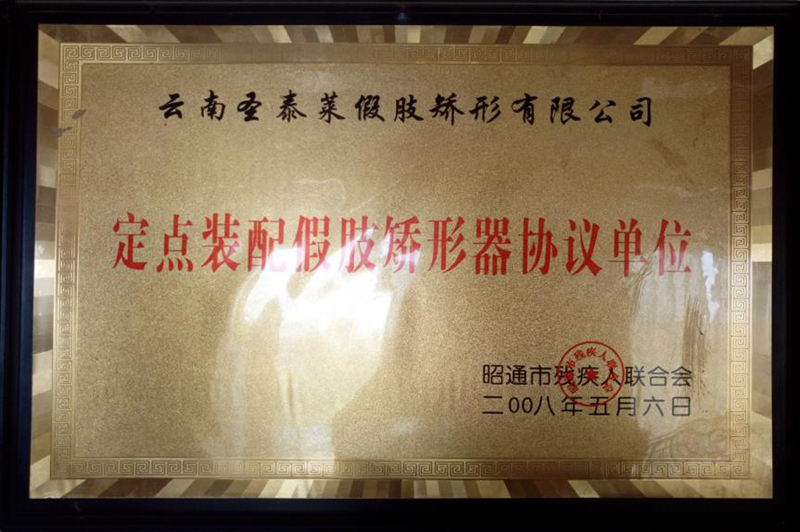 云南圣泰莱假肢矫形有限公司
定点装配假肢矫形器协议单位
昭通市残疾人联合会
二00八年五月六日